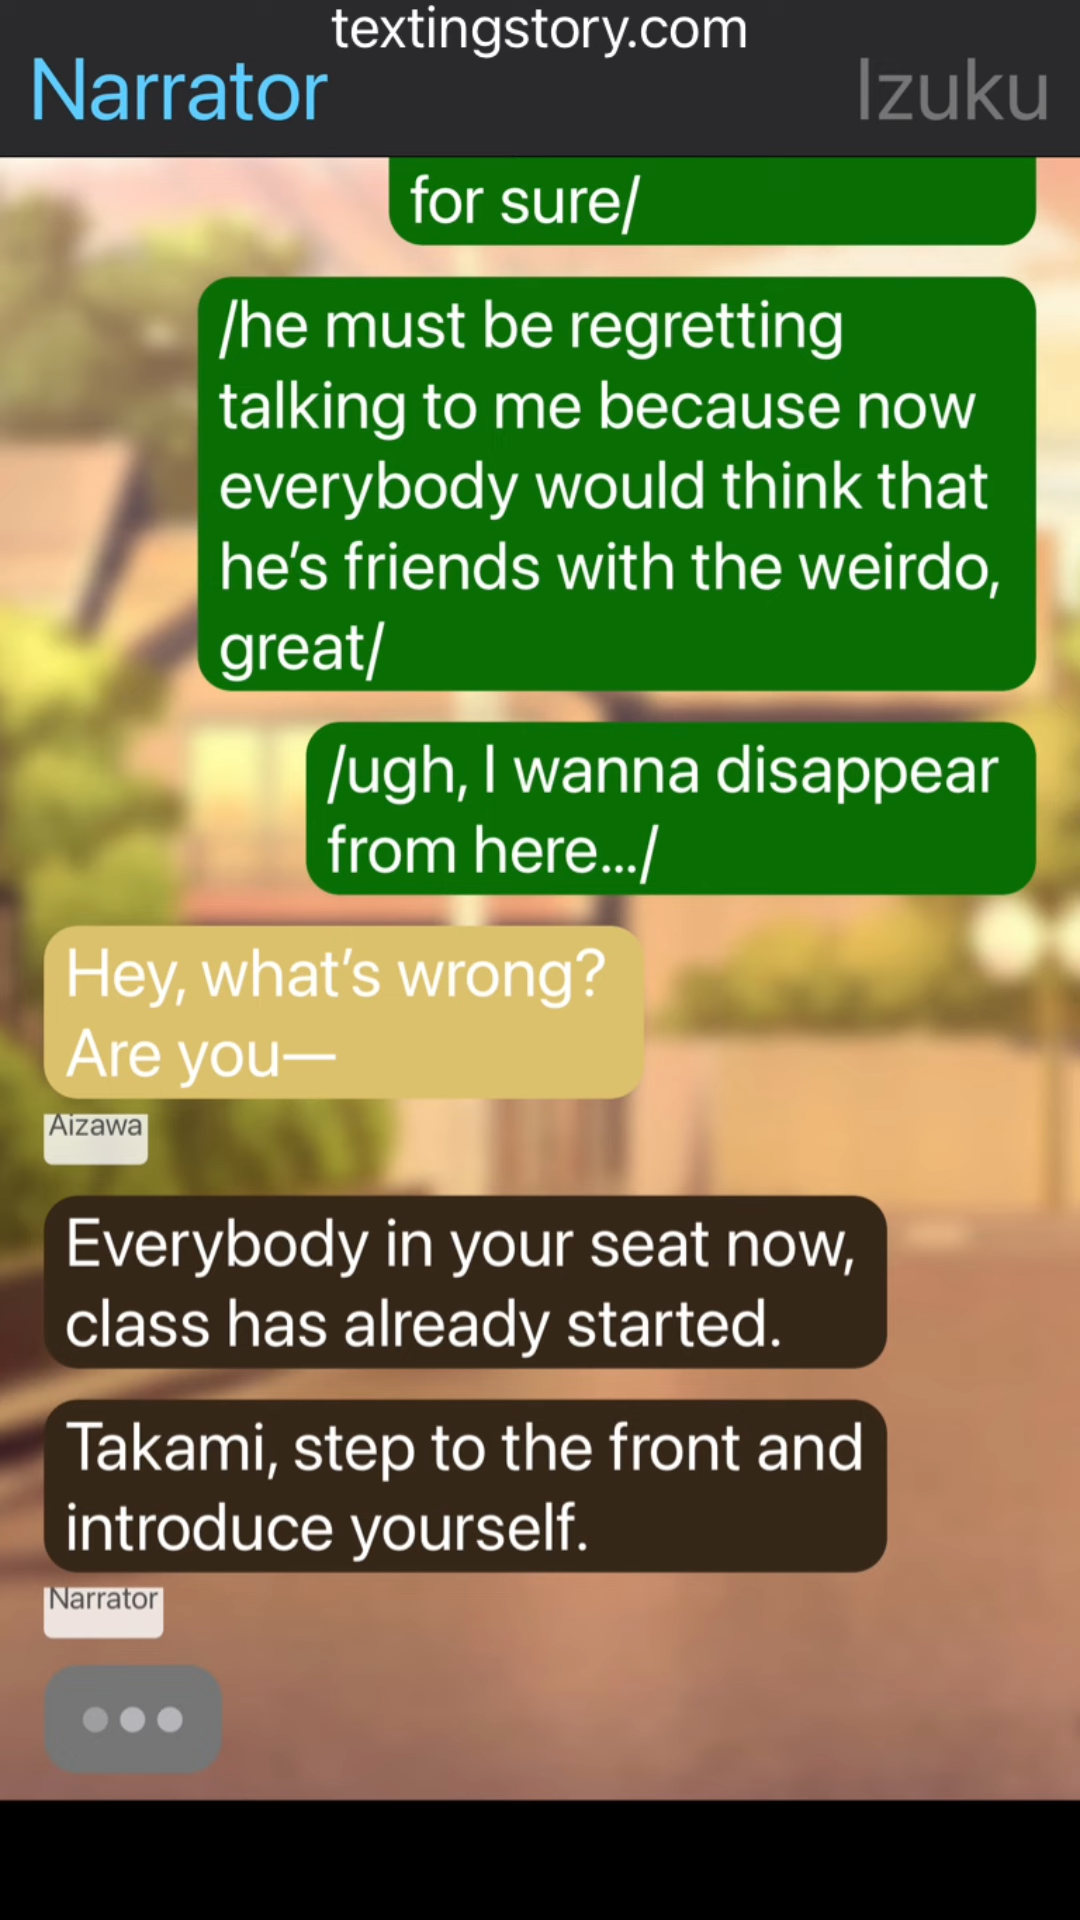 textingstory.com
Narrator
Izuku
for sure/
/he must be regretting
talking to me because now
everybody would think that
he’s friends with the weirdo,
great/
/ugh, I wanna disappear
from here.../
Hey, what’s wrong?
Are you—
Aizawa
Everybody in your seat now,
class has already started.
Takami, step to the front and
introduce yourself.
Narrator